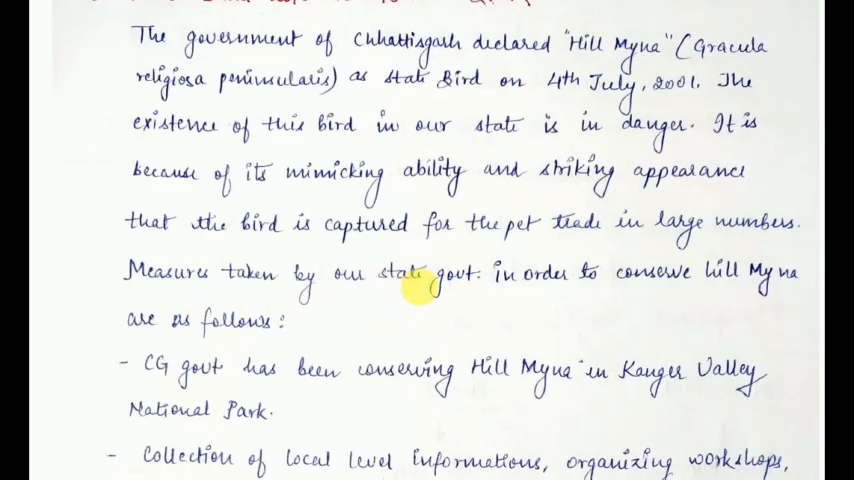 The government of Chhattisgarh declared "Hill Myna" (Gracula
religiosa peninsularis) as state Bird on 4th July, 2001. The
existence of this bird in our state is in danger. It is
because of its mimicking ability and striking appearance
that the bird is captured for the pet trade in large numbers.
Measures taken by our state govt. in order to conserve hill Myna
are as follows:
- CG govt has been conserving Hill Myna in Kanger Valley
National Park.
- Collection of local level informations, organizing workshops,